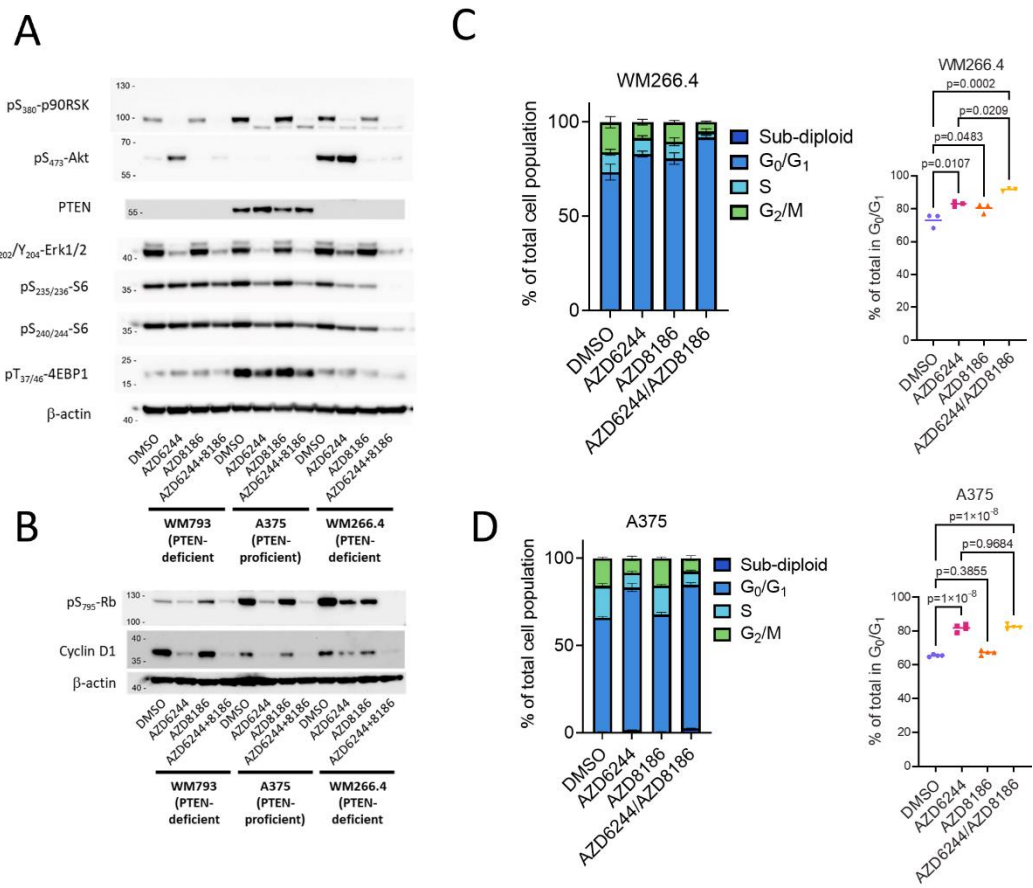 A
130 -
pS380-p90RSK
100 -
pS473-Akt
70 -
55 -
PTEN
55 -
202/Y204-Erk1/2
55 -
40 -
pS235/236-S6
35 -
pS240/244-S6
35 -
pT37/46-4EBP1
25 -
20 -
15 -
β-actin
55 -
40 -
DMSO
AZD6244
AZD8186
AZD6244+8186
DMSO
AZD6244
AZD8186
AZD6244+8186
DMSO
AZD6244
AZD8186
AZD6244+8186
WM793
(PTEN-
deficient
A375
(PTEN-
proficient)
WM266.4
(PTEN-
deficient
B
pS795-Rb
130 -
100 -
Cyclin D1
40 -
35 -
β-actin
55 -
40 -
DMSO
AZD6244
AZD8186
AZD6244+8186
DMSO
AZD6244
AZD8186
AZD6244+8186
DMSO
AZD6244
AZD8186
AZD6244+8186
WM793
(PTEN-
deficient
A375
(PTEN-
proficient)
WM266.4
(PTEN-
deficient
C
WM266.4
% of total cell population
100
50
0
DMSO
AZD6244
AZD8186
AZD6244/AZD8186
Sub-diploid
G0/G1
S
G2/M
WM266.4
p=0.0002
p=0.0209
p=0.0483
p=0.0107
% of total in G0/G1
100
80
60
40
20
0
DMSO
AZD6244
AZD8186
AZD6244/AZD8186
D
A375
% of total cell population
100
50
0
DMSO
AZD6244
AZD8186
AZD6244/AZD8186
Sub-diploid
G0/G1
S
G2/M
A375
p=1×10-8
p=0.9684
p=0.3855
p=1×10-8
% of total in G0/G1
100
80
60
40
20
0
DMSO
AZD6244
AZD8186
AZD6244/AZD8186